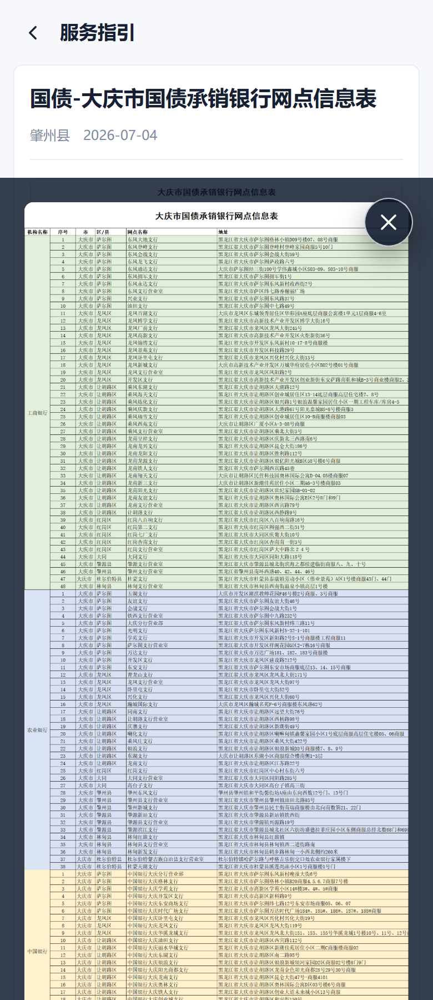 服务指引
国债-大庆市国债承销银行网点信息表
肇州县 2026-07-04
大庆市国债承销银行网点信息表
大庆市国债承销银行网点信息表
机构名称 序号 市 区/县 网点名称 地址
工商银行
1 大庆市 萨尔图 东风大地支行 黑龙江省大庆市萨尔图格林小镇D09号楼07、08号商服
2 大庆市 萨尔图 东风登峰支行 黑龙江省大庆市萨尔图登峰村登峰家园商服5号10门
3 大庆市 萨尔图 东风会战支行 黑龙江省大庆市萨尔图会战大街59号
4 大庆市 萨尔图 东风龙飞支行 黑龙江省大庆市萨尔图萨政路六号
5 大庆市 萨尔图 东风通达支行 大庆市萨尔图经三街100号学伟鑫城小区S03-09、S03-10号商服
6 大庆市 萨尔图 东风拥军支行 黑龙江省大庆市萨尔图拥军街1号
7 大庆市 萨尔图 东风永达支行 黑龙江省大庆市萨尔图东风新村政西街2号
8 大庆市 萨尔图 东风支行营业室 黑龙江省大庆市萨区纬七路香榭丽广场
9 大庆市 萨尔图 兴业支行 黑龙江省大庆市萨尔图东风路37号
10 大庆市 萨尔图 油田支行 黑龙江省大庆市萨尔图中七路49号
11 大庆市 龙凤区 龙凤百湖支行 大庆市龙凤区东城领秀居住区华彩园A座底层商服公寓楼1单元1层商服4-6室
12 大庆市 龙凤区 龙凤博学支行 黑龙江省大庆市高新技术产业开发区博学大街16号
13 大庆市 龙凤区 龙凤厂前支行 黑龙江省大庆市龙凤区龙凤大街245号
14 大庆市 龙凤区 龙凤高新支行 黑龙江省大庆市高新技术产业开发区火炬新街36号
15 大庆市 龙凤区 龙凤锦绣支行 黑龙江省大庆市开发区东风新村10-17-8号商服楼
16 大庆市 龙凤区 龙凤景苑支行 黑龙江省大庆市开发区科技路29号
17 大庆市 龙凤区 龙凤卧里屯支行 黑龙江省大庆市龙凤区兴化村兴化大街13号
18 大庆市 龙凤区 龙凤新城支行 大庆市高新技术产业开发区万城华府居住小区B02号楼01号商服
19 大庆市 龙凤区 龙凤支行营业室 黑龙江省大庆市龙凤区凤阳路2号
20 大庆市 龙凤区 开发区支行 黑龙江省大庆市高新技术产业开发区创业新街东安萨路南乾和城B-3号商业楼商服2、3
21 大庆市 让胡路区 乘风东湖支行 黑龙江省大庆市让胡路区天湖路12号
22 大庆市 让胡路区 乘风海天支行 黑龙江省大庆市让胡路区创业城居住区13-14底层商服高层住宅楼7、8号
23 大庆市 让胡路区 乘风炼化支行 黑龙江省大庆市让胡路区银兴路1号银浪温馨家园居住小区一期工程车库/库房4-5
24 大庆市 让胡路区 乘风庆新支行 黑龙江省大庆市让胡路区大港路67号阳光嘉城BS-8号楼商服3
25 大庆市 让胡路区 乘风瑞雪支行 黑龙江省大庆市让胡路区创业城居住区10-B商服楼商服03
26 大庆市 让胡路区 乘风西苑支行 大庆市让胡路区广厦小区A-3-08号商服
27 大庆市 让胡路区 乘风支行营业室 黑龙江省大庆市让胡路区乘北大街3号
28 大庆市 让胡路区 龙南呈祥支行 黑龙江省大庆市让胡路区庆新北三西路南6号
29 大庆市 让胡路区 龙南龙兴支行 黑龙江省大庆市让胡路区昆仑大街186号
30 大庆市 让胡路区 龙南龙阳支行 黑龙江省大庆市让胡路区胜利路112号
31 大庆市 让胡路区 龙南龙源支行 黑龙江省大庆市让胡路区银亿阳光城B区58号楼6号商服
32 大庆市 让胡路区 龙南铁人支行 黑龙江省大庆市萨尔图西宾路45巷
33 大庆市 让胡路区 龙南翔天支行 大庆市让胡路区民营科技园奥林国际公寓D-04.05楼商服07
34 大庆市 让胡路区 龙南新三支行 大庆市让胡路区新潮佳苑居住小区二期A6-3号楼商服03
35 大庆市 让胡路区 龙南阳光支行 黑龙江省大庆市让胡路区世纪家园SB-01-02
36 大庆市 让胡路区 龙南友谊支行 黑龙江省大庆市让胡路区奥林国际公寓E区2号8门和9门
37 大庆市 让胡路区 龙南支行营业室 黑龙江省大庆市让胡路区西宾路79号
38 大庆市 让胡路区 让胡路支行 黑龙江省大庆市让胡路区西静路9号
39 大庆市 红岗区 红岗八百垧支行 黑龙江省大庆市红岗区八百垧南路16号
40 大庆市 红岗区 红岗第二支行 黑龙江省大庆市红岗区图强西二街31号
41 大庆市 红岗区 红岗七厂支行 黑龙江省大庆市大同区庆葡大街10号
42 大庆市 红岗区 红岗杏南支行 黑龙江省大庆市红岗区杏南南一街3号
43 大庆市 红岗区 红岗支行营业室 黑龙江省大庆市红岗区萨大中路北２４号
44 大庆市 大同 大同支行 黑龙江省大庆市大同区同阳大路118号
45 大庆市 肇源县 肇源支行营业室 黑龙江省大庆市肇源县城北街滨海之都续建临街商服八、九、十号
46 大庆市 肇州县 肇州支行营业室 黑龙江省肇州县南环西路40、42、44、46号
47 大庆市 杜尔伯特县 杜蒙支行 黑龙江省大庆市杜蒙县泰康镇劳动小区（伟业景苑）A区1号楼商服43门、44门
48 大庆市 林甸县 林甸支行营业室 黑龙江省大庆市林甸县西南街温泉小镇高层1号楼
农业银行
1 大庆市 萨尔图 五湖支行 大庆市开发区湖滨教师花园F46号楼2号商服、3号商服
2 大庆市 萨尔图 友谊支行 黑龙江省大庆市萨尔图友谊大街46号
3 大庆市 萨尔图 会战支行 黑龙江省大庆市萨尔图会战大街1号
4 大庆市 萨尔图 铁西支行营业室 黑龙江省大庆市萨尔图中九路232号
5 大庆市 萨尔图 大庆分行营业部 黑龙江省大庆市萨尔图东风新村纬三路11号
6 大庆市 萨尔图 光明支行 黑龙江省大庆萨尔图东风新村5-32-1-101
7 大庆市 萨尔图 学苑支行 黑龙江省大庆市开发区新阳路2号S-1号商服楼工程商服11
8 大庆市 萨尔图 萨尔图支行营业室 黑龙江省大庆市开发区祥阁花园G区2-7栋16号商服
9 大庆市 萨尔图 万达支行 黑龙江省大庆市万达广场181、182、183号商服楼
10 大庆市 萨尔图 开发区支行 黑龙江省大庆市龙凤区建设路212号
11 大庆市 萨尔图 东安支行 黑龙江省大庆市萨尔图东安市场商服底层13、14、15号商服
12 大庆市 龙凤区 青龙山支行 黑龙江省大庆市龙凤区龙凤北大街171号
13 大庆市 龙凤区 龙凤支行营业室 黑龙江省大庆市龙凤区龙凤大街97号
14 大庆市 龙凤区 卧里屯支行 黑龙江省大庆市卧里屯大街52号
15 大庆市 龙凤区 兴化支行 黑龙江省大庆市龙凤区兴化大街60号
16 大庆市 龙凤区 瀚城国际支行 大庆市龙凤区瀚城名苑F-6号商服楼东风路62号
17 大庆市 让胡路区 同南支行 黑龙江省大庆市让胡路区远望大街76号
18 大庆市 让胡路区 让胡路支行营业室 黑龙江省大庆市让胡路区西杨路98号
19 大庆市 让胡路区 庆寨支行 黑龙江省大庆市让胡路区新潮街49号
20 大庆市 让胡路区 喇化支行 黑龙江省大庆市让胡路区喇嘛甸镇鑫馨家园小区1号底层商服高层住宅楼05、06商服
21 大庆市 让胡路区 乘风庄支行 黑龙江省大庆市让胡路区乘风大街422号
22 大庆市 让胡路区 银浪支行 黑龙江省大庆市让胡路区银浪新城D3号商服楼7、8、9号
23 大庆市 让胡路区 东湖支行 大庆市让胡路区东湖小区商服综合楼南侧1-3层
24 大庆市 让胡路区 龙南支行 黑龙江省大庆市让胡路区江苏路22号
25 大庆市 红岗区 红岗支行 黑龙江省大庆市红岗区中心村东街六号
26 大庆市 大同 大同支行营业室 黑龙江省大庆市大同区同阳路285号
27 大庆市 大同 高台子支行 黑龙江省大庆市大同区高台子镇高三街
28 大庆市 肇州县 肇州东风支行 肇州县肇州镇和平街馨街坊A座由东向西数12号门、13号门
29 大庆市 肇州县 肇州县支行营业室 黑龙江省大庆市肇州县肇州镇油田北路93号
30 大庆市 肇州县 肇州新城支行 黑龙江省大庆市肇州县民主街南瑞商服楼由北向南数第21、22门
31 大庆市 肇源县 肇源新站支行 黑龙江省大庆市肇源县新站镇铁西街
32 大庆市 肇源县 肇源县支行营业室 黑龙江省大庆市肇源镇兴源路19号
33 大庆市 肇源县 肇源滨江支行 黑龙江省大庆市肇源县城北社区六街坊盛德拉菲庄园小区东侧商服总排北数68门和69
34 大庆市 林甸县 林甸红旗支行 黑龙江省大庆市林甸县红旗镇
35 大庆市 林甸县 林甸县支行营业室 黑龙江省大庆市林甸县林甸镇西二道街路南
36 大庆市 林甸县 林甸新发支行 黑龙江省大庆市林甸县鹤乡路林甸一小西北侧约260米
37 大庆市 杜尔伯特县 杜尔伯特蒙古族自治县支行营业室 杜尔伯特镇哈萨尔路与呼格吉乐街交口处农业银行家属楼下
38 大庆市 杜尔伯特县 杜蒙天湖支行 黑龙江省大庆市杜蒙县溪莲尚品小区1号商服楼1号门
中国银行
1 大庆市 萨尔图 中国银行大庆分行营业部 黑龙江省大庆市萨尔图东风新村晚报大街6号
2 大庆市 萨尔图 中国银行大庆格林支行 黑龙江省大庆市萨尔图格林小镇B20商服4.5.6.7商服7号楼
3 大庆市 萨尔图 中国银行大庆学苑支行 黑龙江省大庆市高新区学苑小区14#楼3#、4#、5#商服
4 大庆市 萨尔图 中国银行大庆开发区支行 黑龙江省大庆市高新区新科路9号
5 大庆市 萨尔图 中国银行大庆东安商场支行 黑龙江省大庆市萨尔图纬七路12号东安市场商服05、06、07
6 大庆市 萨尔图 中国银行大庆时代广场支行 黑龙江省大庆市萨尔图万达时代广场184#、185#、186#、187#、188#商服
7 大庆市 龙凤区 中国银行大庆卧里屯支行 黑龙江省大庆市龙凤区兴化村兴化大街19号
8 大庆市 龙凤区 中国银行大庆龙凤支行 黑龙江省大庆市龙凤区龙凤大街119号
9 大庆市 龙凤区 中国银行大庆华溪龙城支行 黑龙江省大庆市龙凤区龙凤北大街151、153、155号华溪龙城1号楼10号、11号、12号
10 大庆市 让胡路区 中国银行大庆油田支行 黑龙江省大庆市让胡路区西宾路112号
11 大庆市 让胡路区 中国银行大庆丽水华城支行 黑龙江省大庆市让胡路区新潮佳苑居住小区二期C商服楼商服02
12 大庆市 让胡路区 中国银行大庆东湖支行 黑龙江省大庆市让胡路区南二路95号
13 大庆市 让胡路区 中国银行大庆银浪支行 黑龙江省大庆市让胡路区银浪新城银河家园D2区商服02号楼8门9门
14 大庆市 让胡路区 中国银行大庆阳光商都支行 黑龙江省大庆市让胡路区龙南金色阳光商都28号29号30号商服
15 大庆市 让胡路区 中国银行大庆龙南支行 黑龙江省大庆市让胡路区昆仑大街47号-商服4101
16 大庆市 让胡路区 中国银行大庆奥林支行 黑龙江省大庆市让胡路区奥林国际公寓D区03号楼6号商服
17 大庆市 让胡路区 中国银行大庆铁人支行 黑龙江省大庆市让胡路区创业大道未来城小区13号商服
18 大庆市 让胡路区 中国银行大庆创业城支行 黑龙江省大庆市让胡路区和安街150号